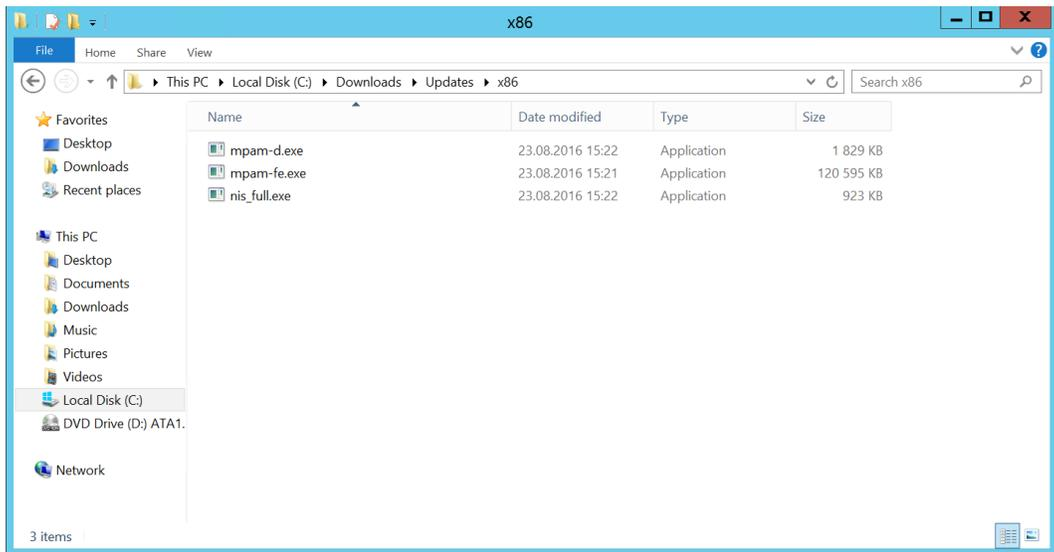 x86
File Home Share View
This PC Local Disk (C:) Downloads Updates x86 Search x86
Favorites
Desktop
Downloads
Recent places
This PC
Desktop
Documents
Downloads
Music
Pictures
Videos
Local Disk (C:)
DVD Drive (D:) ATA1.
Network
Name Date modified Type Size
mpam-d.exe 23.08.2016 15:22 Application 1 829 KB
mpam-fe.exe 23.08.2016 15:21 Application 120 595 KB
nis_full.exe 23.08.2016 15:22 Application 923 KB
3 items